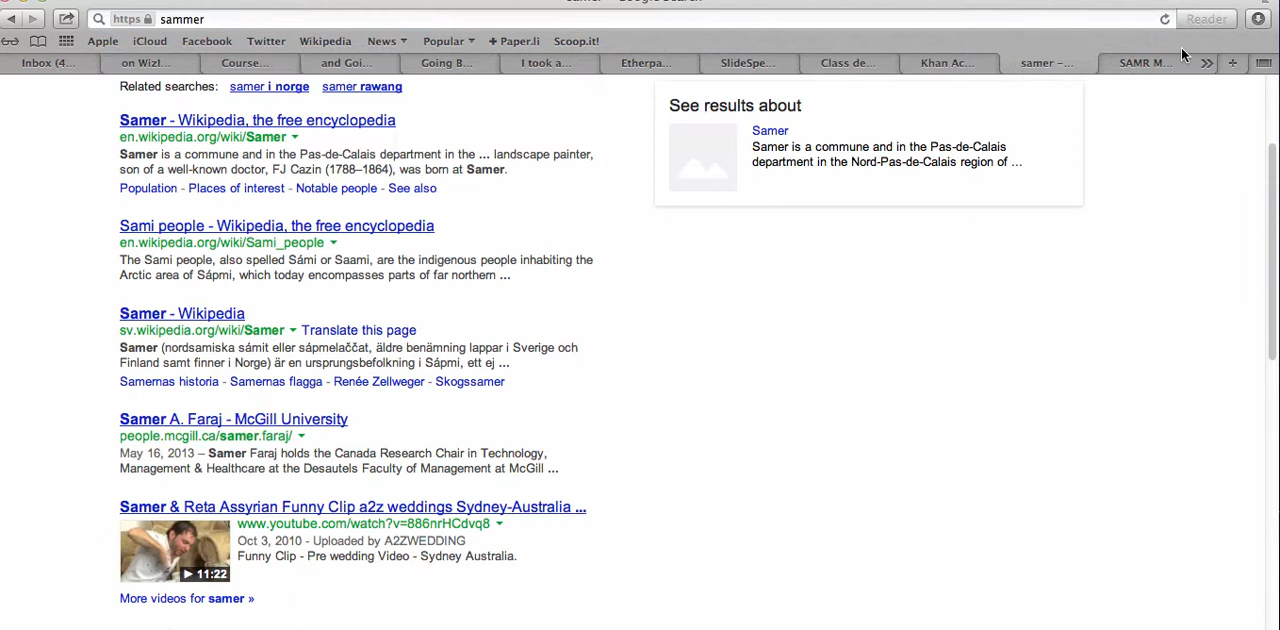 https sammer Reader
Apple iCloud Facebook Twitter Wikipedia News Popular Paper.li Scoop.it!
Inbox (4... on Wizl... Course... and Goi... Going B... I took a... Etherpa... SlideSpe... Class de... Khan Ac... samer –... SAMR M...
Related searches: samer i norge samer rawang
Samer - Wikipedia, the free encyclopedia
en.wikipedia.org/wiki/Samer
Samer is a commune and in the Pas-de-Calais department in the ... landscape painter,
son of a well-known doctor, FJ Cazin (1788–1864), was born at Samer.
Population - Places of interest - Notable people - See also
Sami people - Wikipedia, the free encyclopedia
en.wikipedia.org/wiki/Sami_people
The Sami people, also spelled Sámi or Saami, are the indigenous people inhabiting the
Arctic area of Sápmi, which today encompasses parts of far northern ...
Samer - Wikipedia
sv.wikipedia.org/wiki/Samer Translate this page
Samer (nordsamiska sámit eller sápmelaččat, äldre benämning lappar i Sverige och
Finland samt finner i Norge) är en ursprungsbefolkning i Sápmi, ett ej ...
Samernas historia - Samernas flagga - Renée Zellweger - Skogssamer
Samer A. Faraj - McGill University
people.mcgill.ca/samer.faraj/
May 16, 2013 – Samer Faraj holds the Canada Research Chair in Technology,
Management & Healthcare at the Desautels Faculty of Management at McGill ...
Samer & Reta Assyrian Funny Clip a2z weddings Sydney-Australia ...
www.youtube.com/watch?v=886nrHCdvq8
Oct 3, 2010 - Uploaded by A2ZWEDDING
Funny Clip - Pre wedding Video - Sydney Australia.
11:22
More videos for samer »
See results about
Samer
Samer is a commune and in the Pas-de-Calais
department in the Nord-Pas-de-Calais region of ...